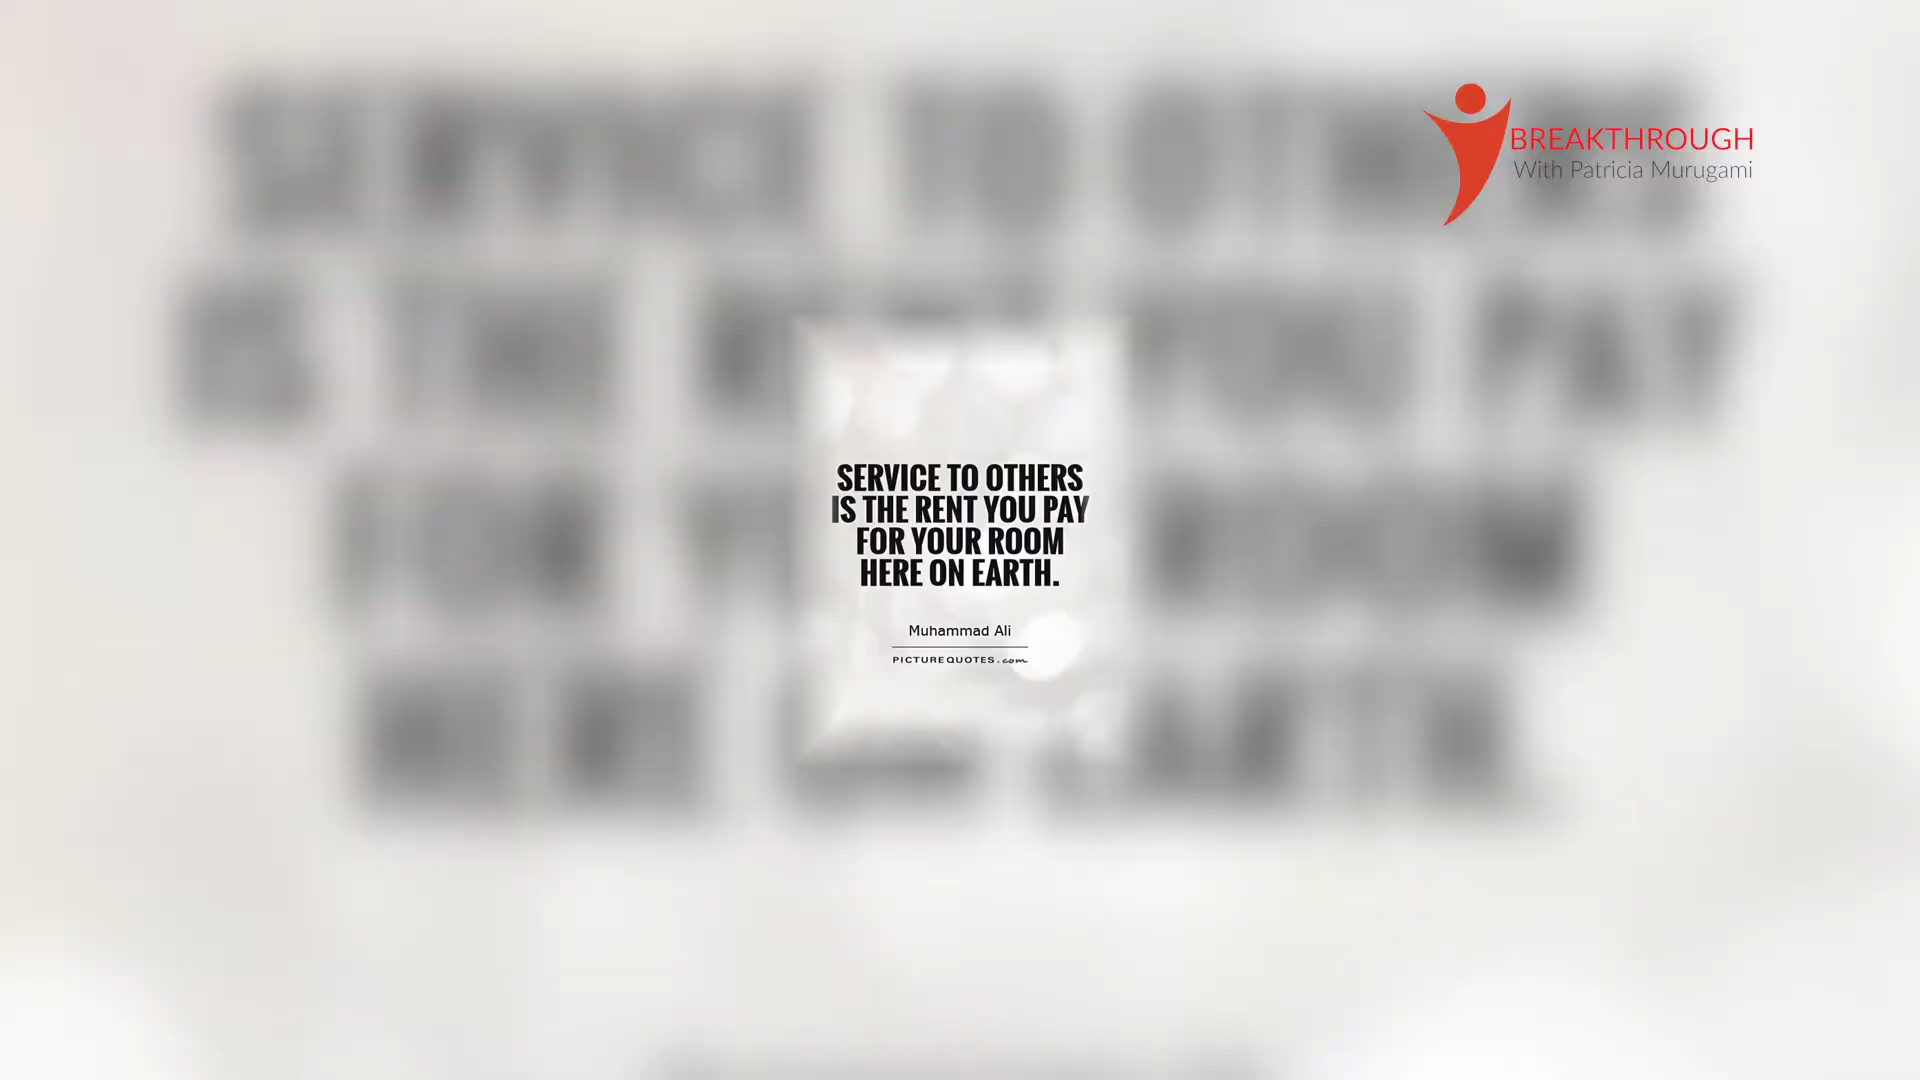 BREAKTHROUGH
With Patricia Murugami
SERVICE TO OTHERS
IS THE RENT YOU PAY
FOR YOUR ROOM
HERE ON EARTH.
Muhammad Ali
PICTUREQUOTES.com